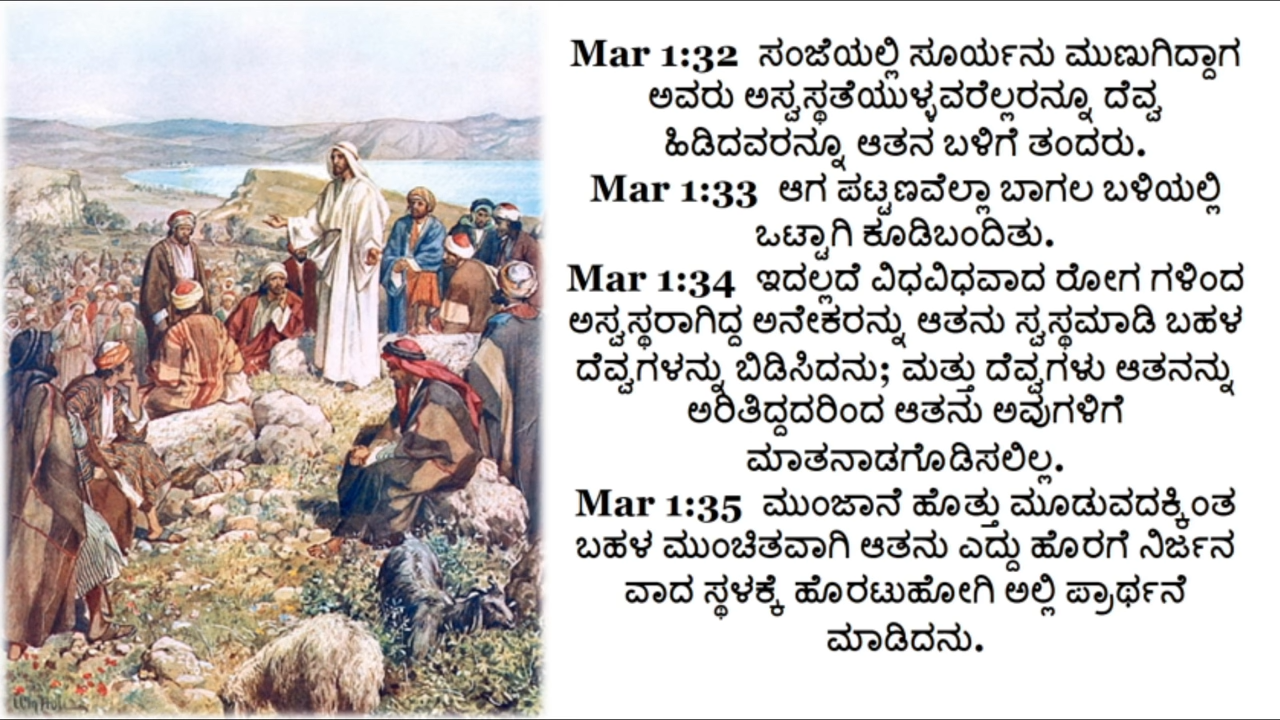 Mar 1:32 ಸಂಜೆಯಲ್ಲಿ ಸೂರ್ಯನು ಮುಣುಗಿದ್ದಾಗ
ಅವರು ಅಸ್ವಸ್ಥತೆಯುಳ್ಳವರೆಲ್ಲರನ್ನೂ ದೆವ್ವ
ಹಿಡಿದವರನ್ನೂ ಆತನ ಬಳಿಗೆ ತಂದರು.
Mar 1:33 ಆಗ ಪಟ್ಟಣವೆಲ್ಲಾ ಬಾಗಲ ಬಳಿಯಲ್ಲಿ
ಒಟ್ಟಾಗಿ ಕೂಡಿಬಂದಿತು.
Mar 1:34 ಇದಲ್ಲದೆ ವಿಧವಿಧವಾದ ರೋಗ ಗಳಿಂದ
ಅಸ್ವಸ್ಥರಾಗಿದ್ದ ಅನೇಕರನ್ನು ಆತನು ಸ್ವಸ್ಥಮಾಡಿ ಬಹಳ
ದೆವ್ವಗಳನ್ನು ಬಿಡಿಸಿದನು; ಮತ್ತು ದೆವ್ವಗಳು ಆತನನ್ನು
ಅರಿತಿದ್ದದರಿಂದ ಆತನು ಅವುಗಳಿಗೆ
ಮಾತನಾಡಗೊಡಿಸಲಿಲ್ಲ.
Mar 1:35 ಮುಂಜಾನೆ ಹೊತ್ತು ಮೂಡುವದಕ್ಕಿಂತ
ಬಹಳ ಮುಂಚಿತವಾಗಿ ಆತನು ಎದ್ದು ಹೊರಗೆ ನಿರ್ಜನ
ವಾದ ಸ್ಥಳಕ್ಕೆ ಹೊರಟುಹೋಗಿ ಅಲ್ಲಿ ಪ್ರಾರ್ಥನೆ
ಮಾಡಿದನು.